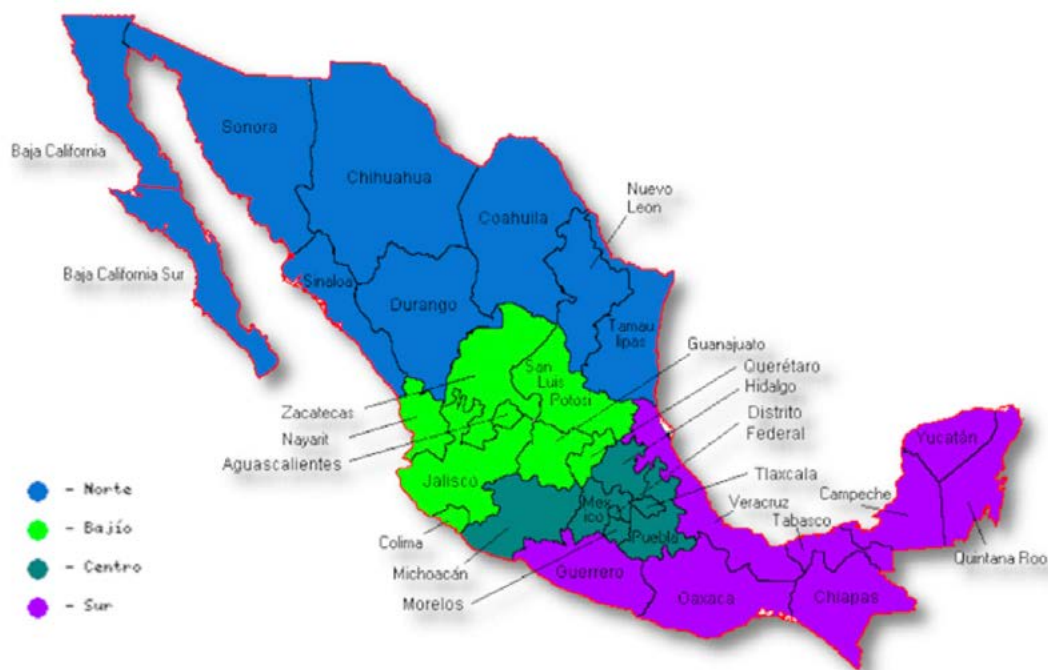 Sonora
Baja California
Chihuahua
Nuevo
Leon
Coahuila
Baja California Sur
Sinaloa
Durango
Tamau
lipas
Guanajuato
San
Luis
Potosí
Querétaro
Hidalgo
Zacatecas
Distrito
Federal
Nayarit
Aguascalientes
Yucatán
Tlaxcala
Jalisco
- Norte
Campeche
Veracruz
Mex
ico
Tabasco
- Bajío
Colima
Puebla
Quintana Roo
- Centro
Michoacán
Guerrero
Morelos
Oaxaca
Chiapas
- Sur